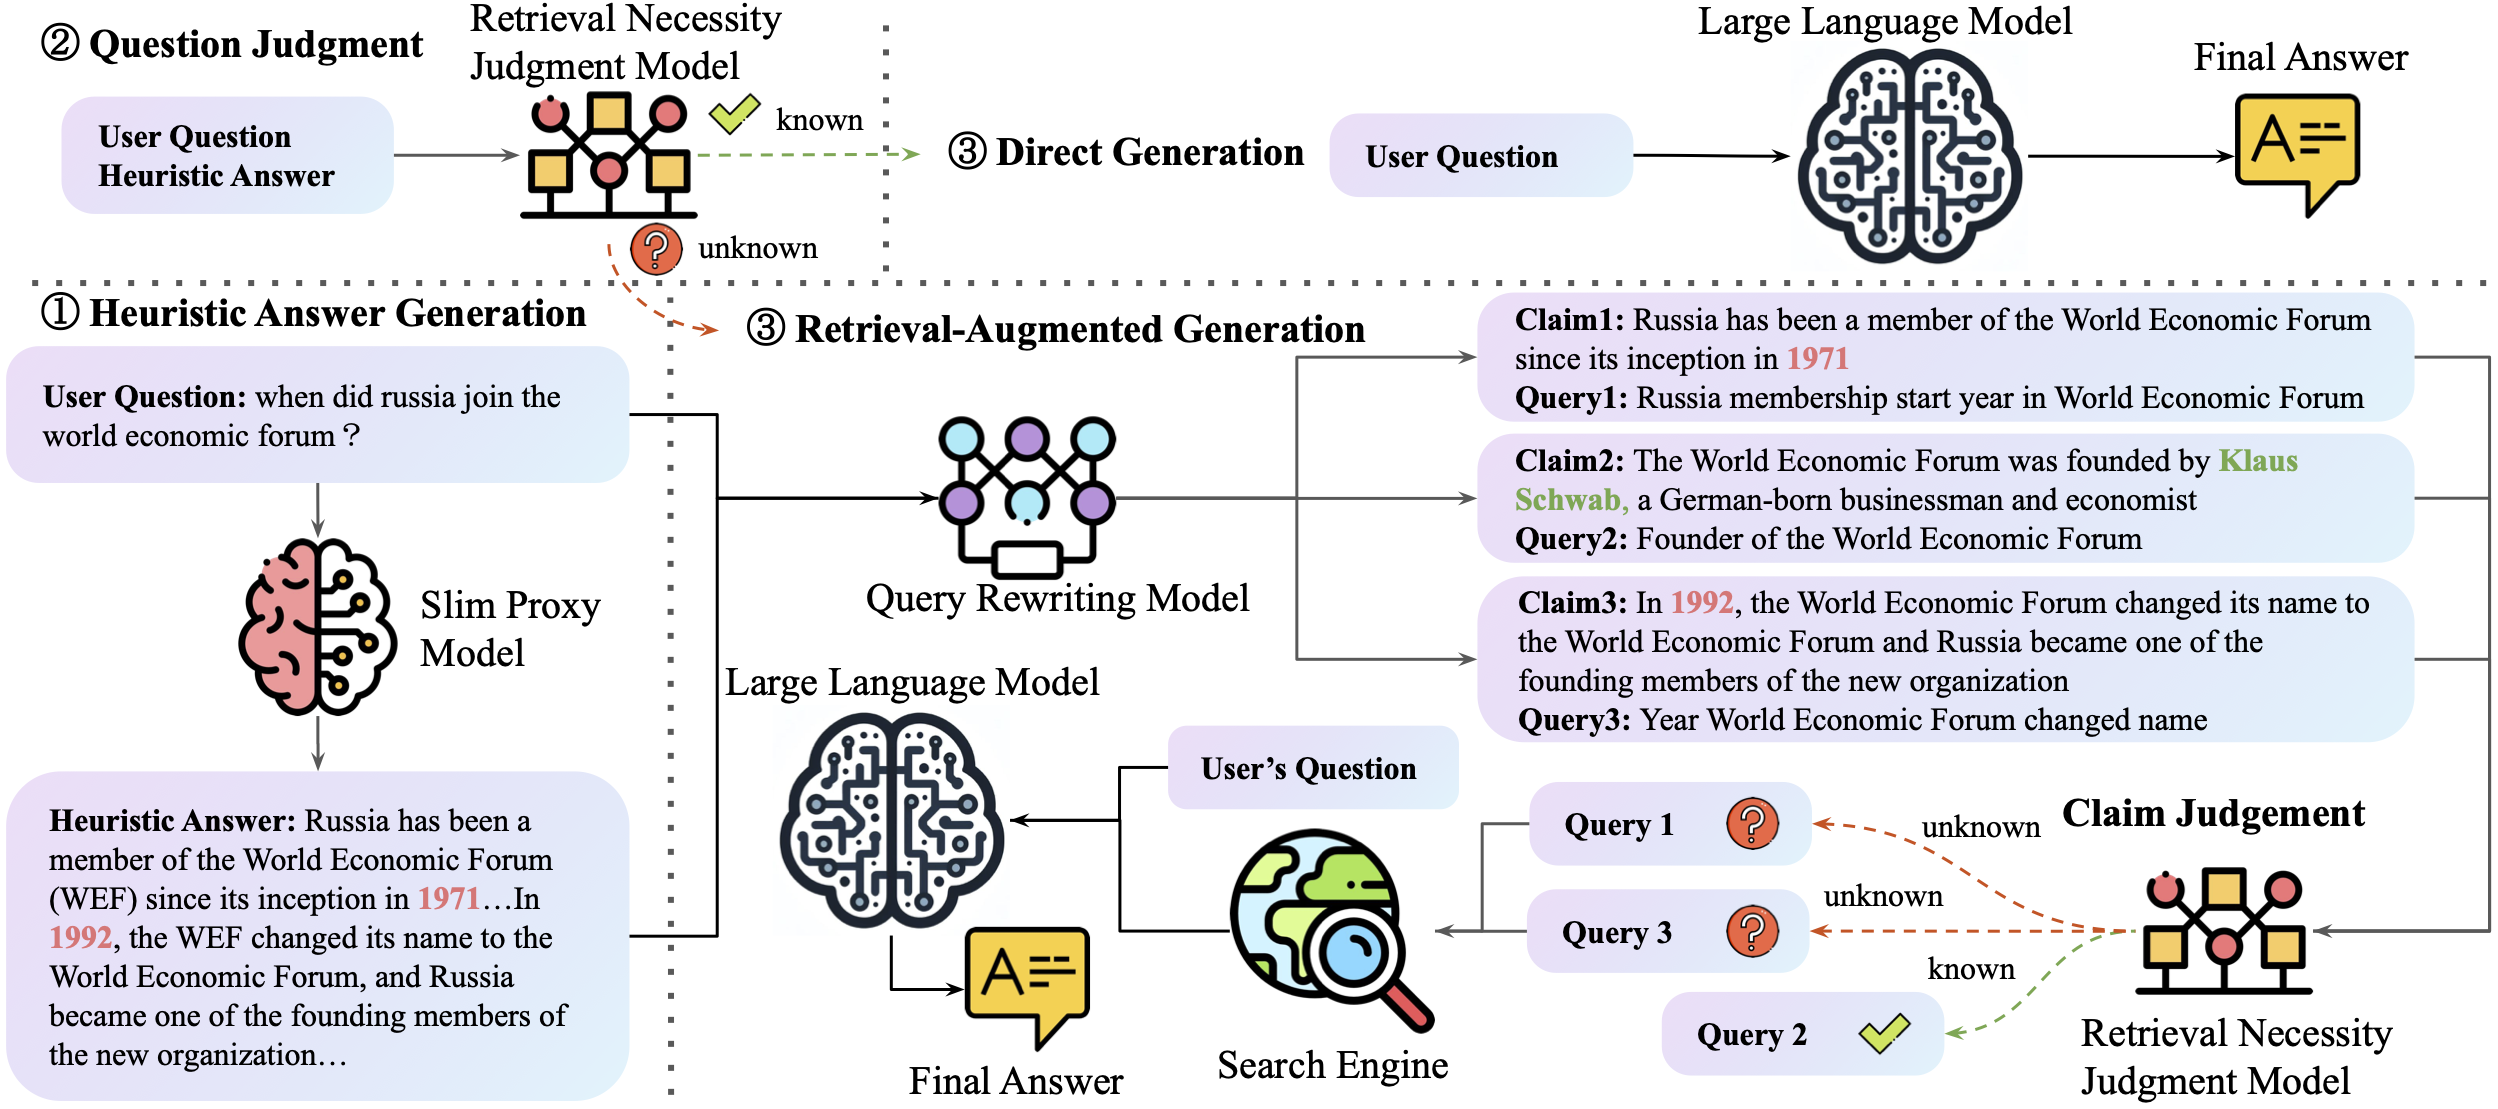 ② Question Judgment
Retrieval Necessity
Judgment Model
User Question
Heuristic Answer
known
unknown
③ Direct Generation
User Question
Large Language Model
Final Answer
① Heuristic Answer Generation
User Question: when did russia join the
world economic forum ?
Slim Proxy
Model
Heuristic Answer: Russia has been a
member of the World Economic Forum
(WEF) since its inception in 1971…In
1992, the WEF changed its name to the
World Economic Forum, and Russia
became one of the founding members of
the new organization…
③ Retrieval-Augmented Generation
Query Rewriting Model
Claim1: Russia has been a member of the World Economic Forum
since its inception in 1971
Query1: Russia membership start year in World Economic Forum
Claim2: The World Economic Forum was founded by Klaus
Schwab, a German-born businessman and economist
Query2: Founder of the World Economic Forum
Claim3: In 1992, the World Economic Forum changed its name to
the World Economic Forum and Russia became one of the
founding members of the new organization
Query3: Year World Economic Forum changed name
Claim Judgement
Retrieval Necessity
Judgment Model
unknown
unknown
known
Query 1
Query 3
Query 2
Search Engine
User’s Question
Large Language Model
Final Answer